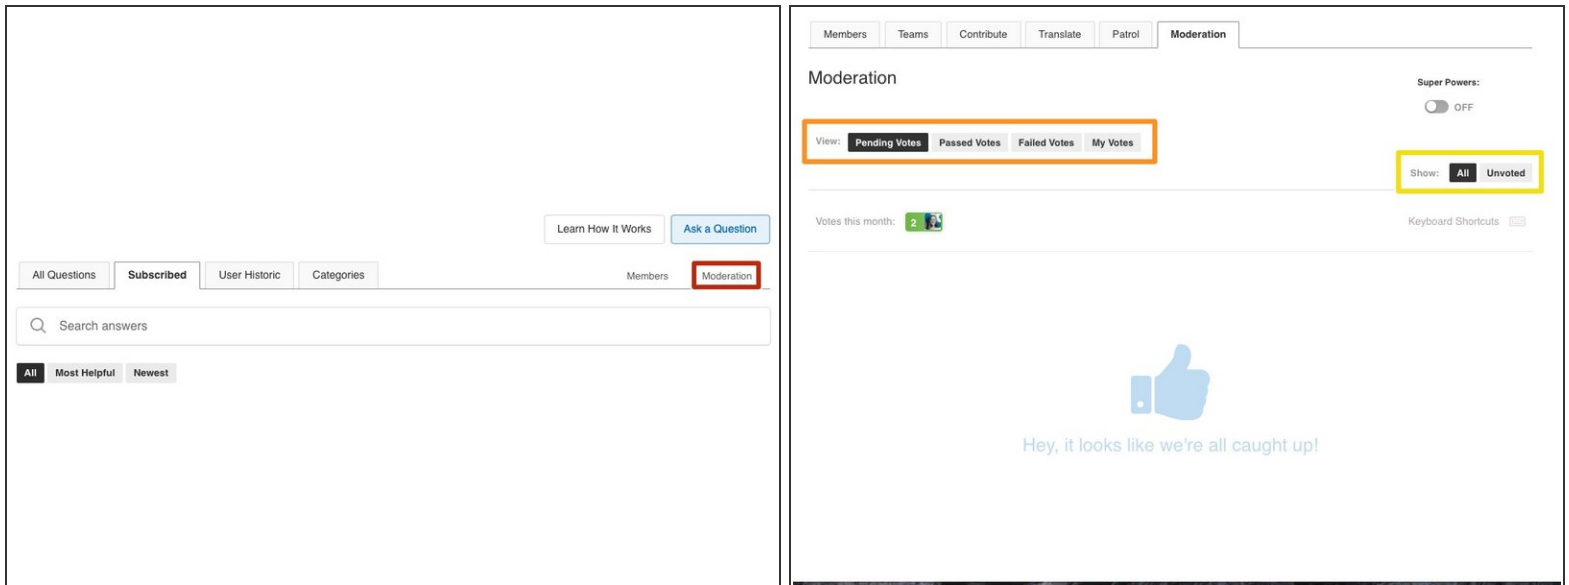 Learn How It Works Ask a Question
All Questions Subscribed User Historic Categories Members Moderation
Search answers
All Most Helpful Newest
Members Teams Contribute Translate Patrol Moderation
Moderation
Super Powers:
OFF
View: Pending Votes Passed Votes Failed Votes My Votes
Show: All Unvoted
Votes this month: 2 Keyboard Shortcuts
Hey, it looks like we're all caught up!